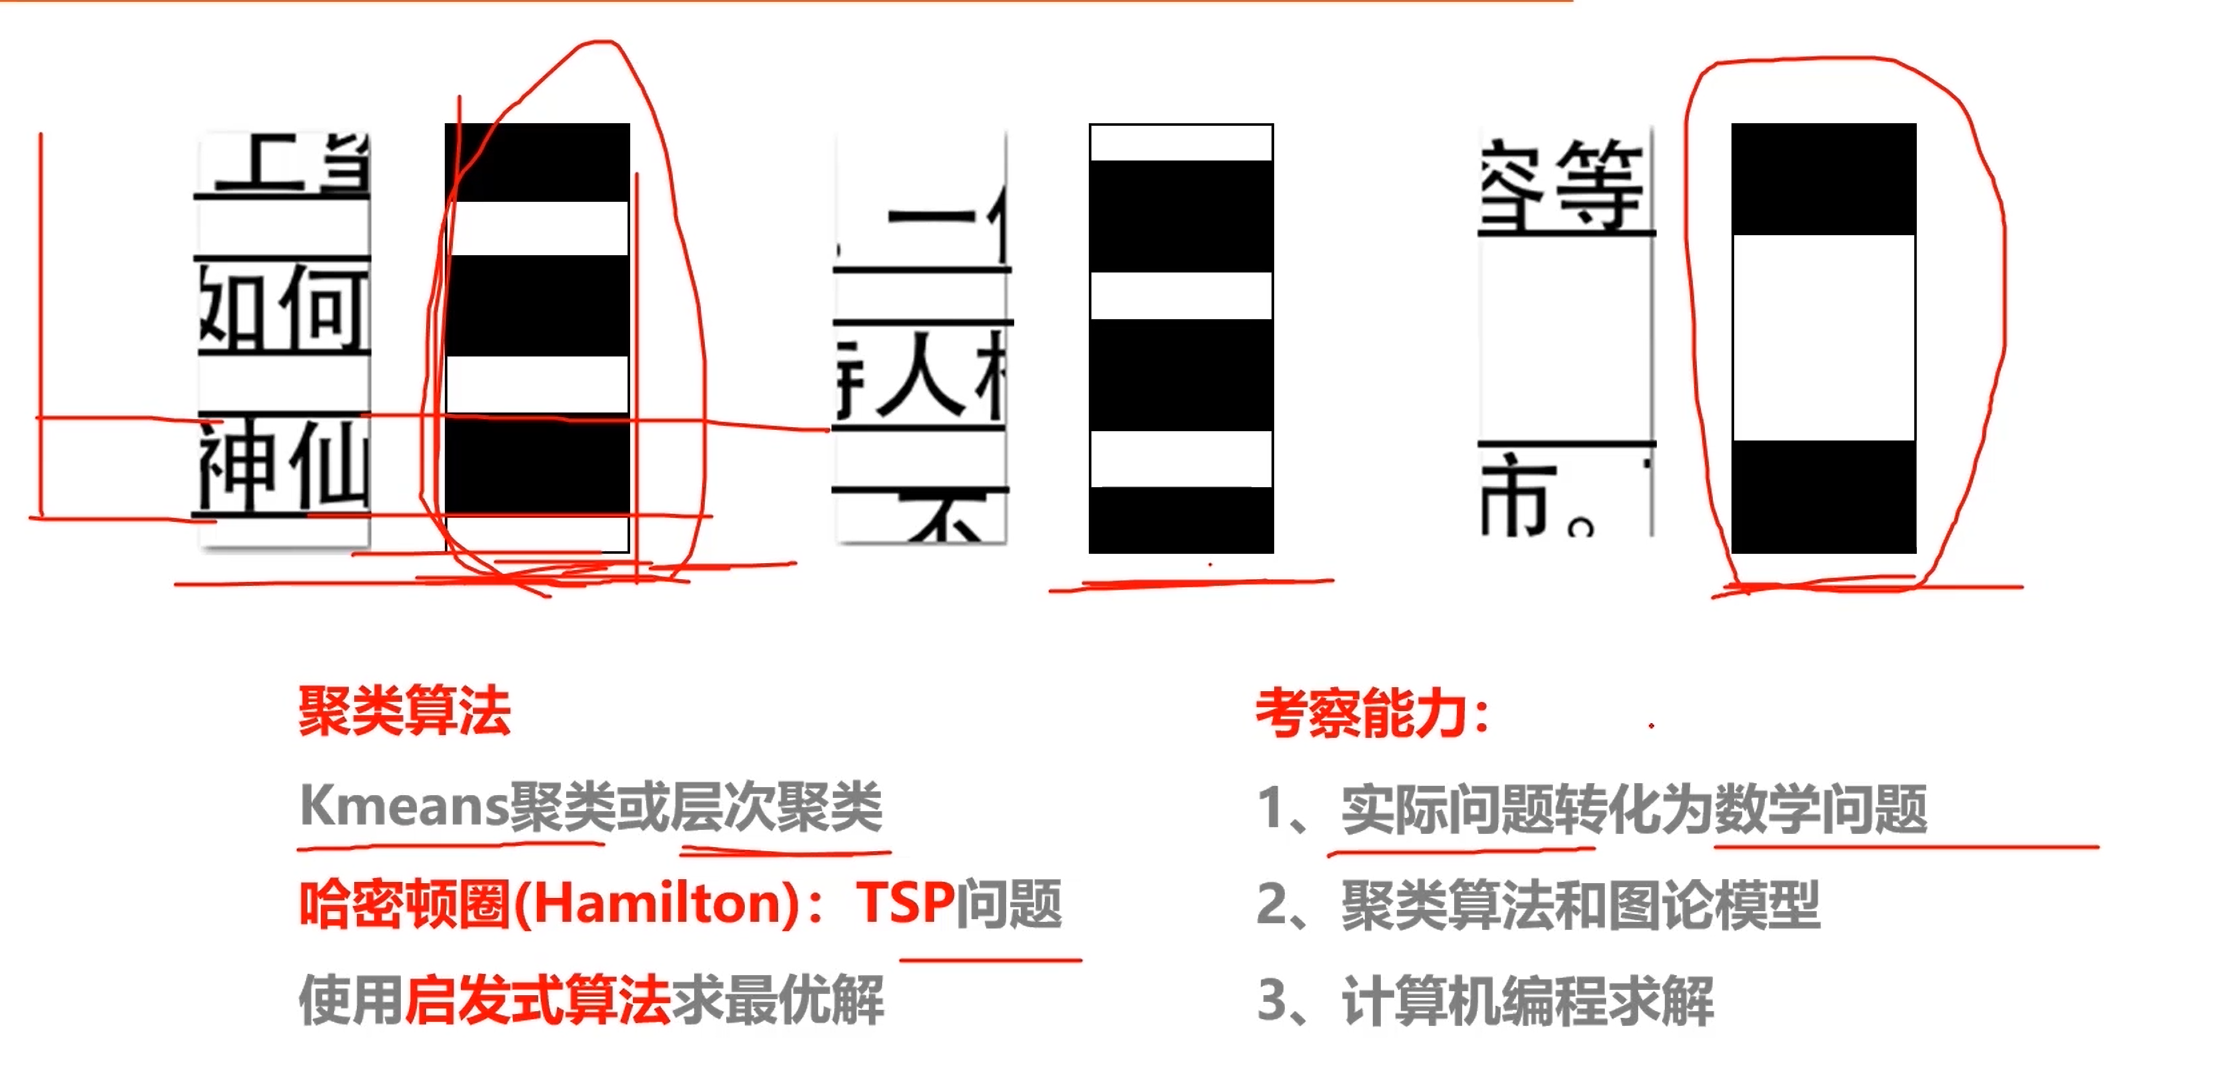 上
如何
神仙
一
人
不
容等
市。
聚类算法
Kmeans聚类或层次聚类
哈密顿圈(Hamilton)：TSP问题
使用启发式算法求最优解
考察能力：
1、实际问题转化为数学问题
2、聚类算法和图论模型
3、计算机编程求解